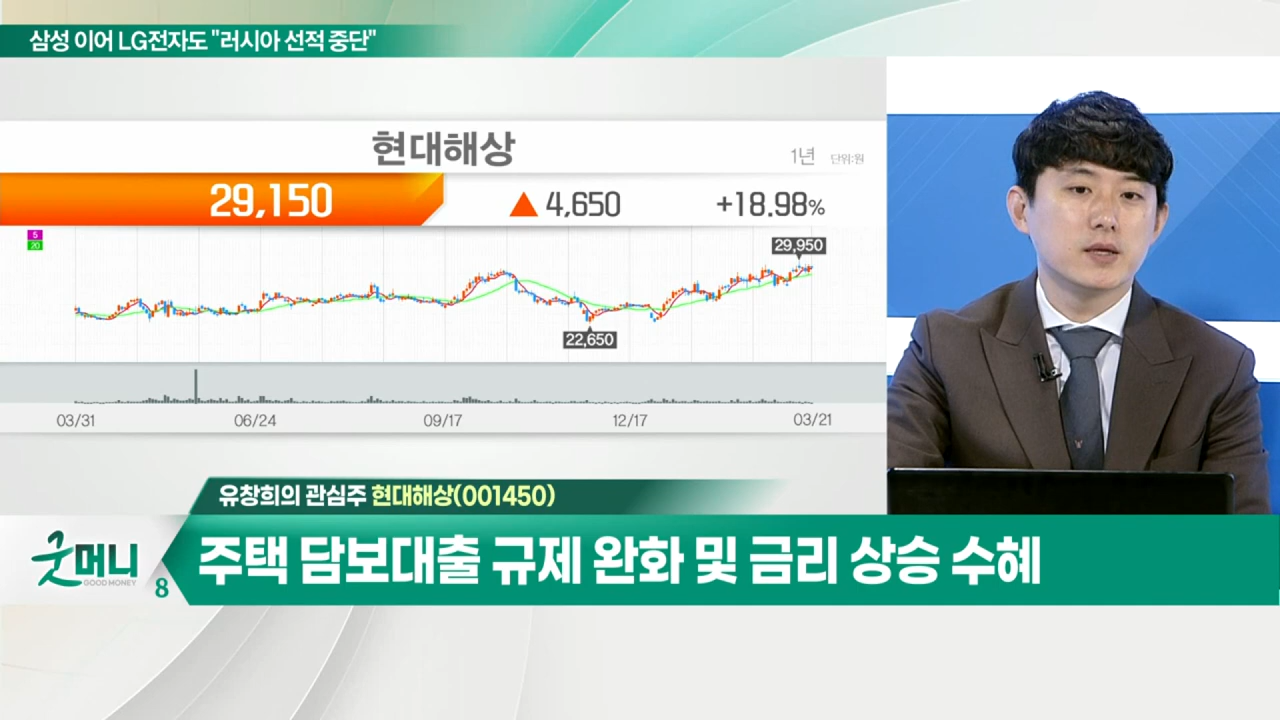 삼성 이어 LG전자도 "러시아 선적 중단"
현대해상
1년 단위:원
29,150 ▲ 4,650 +18.98%
5
20
29,950
22,650
03/31 06/24 09/17 12/17 03/21
유창희의 관심주 현대해상(001450)
굿머니
GOOD MONEY
8
주택 담보대출 규제 완화 및 금리 상승 수혜